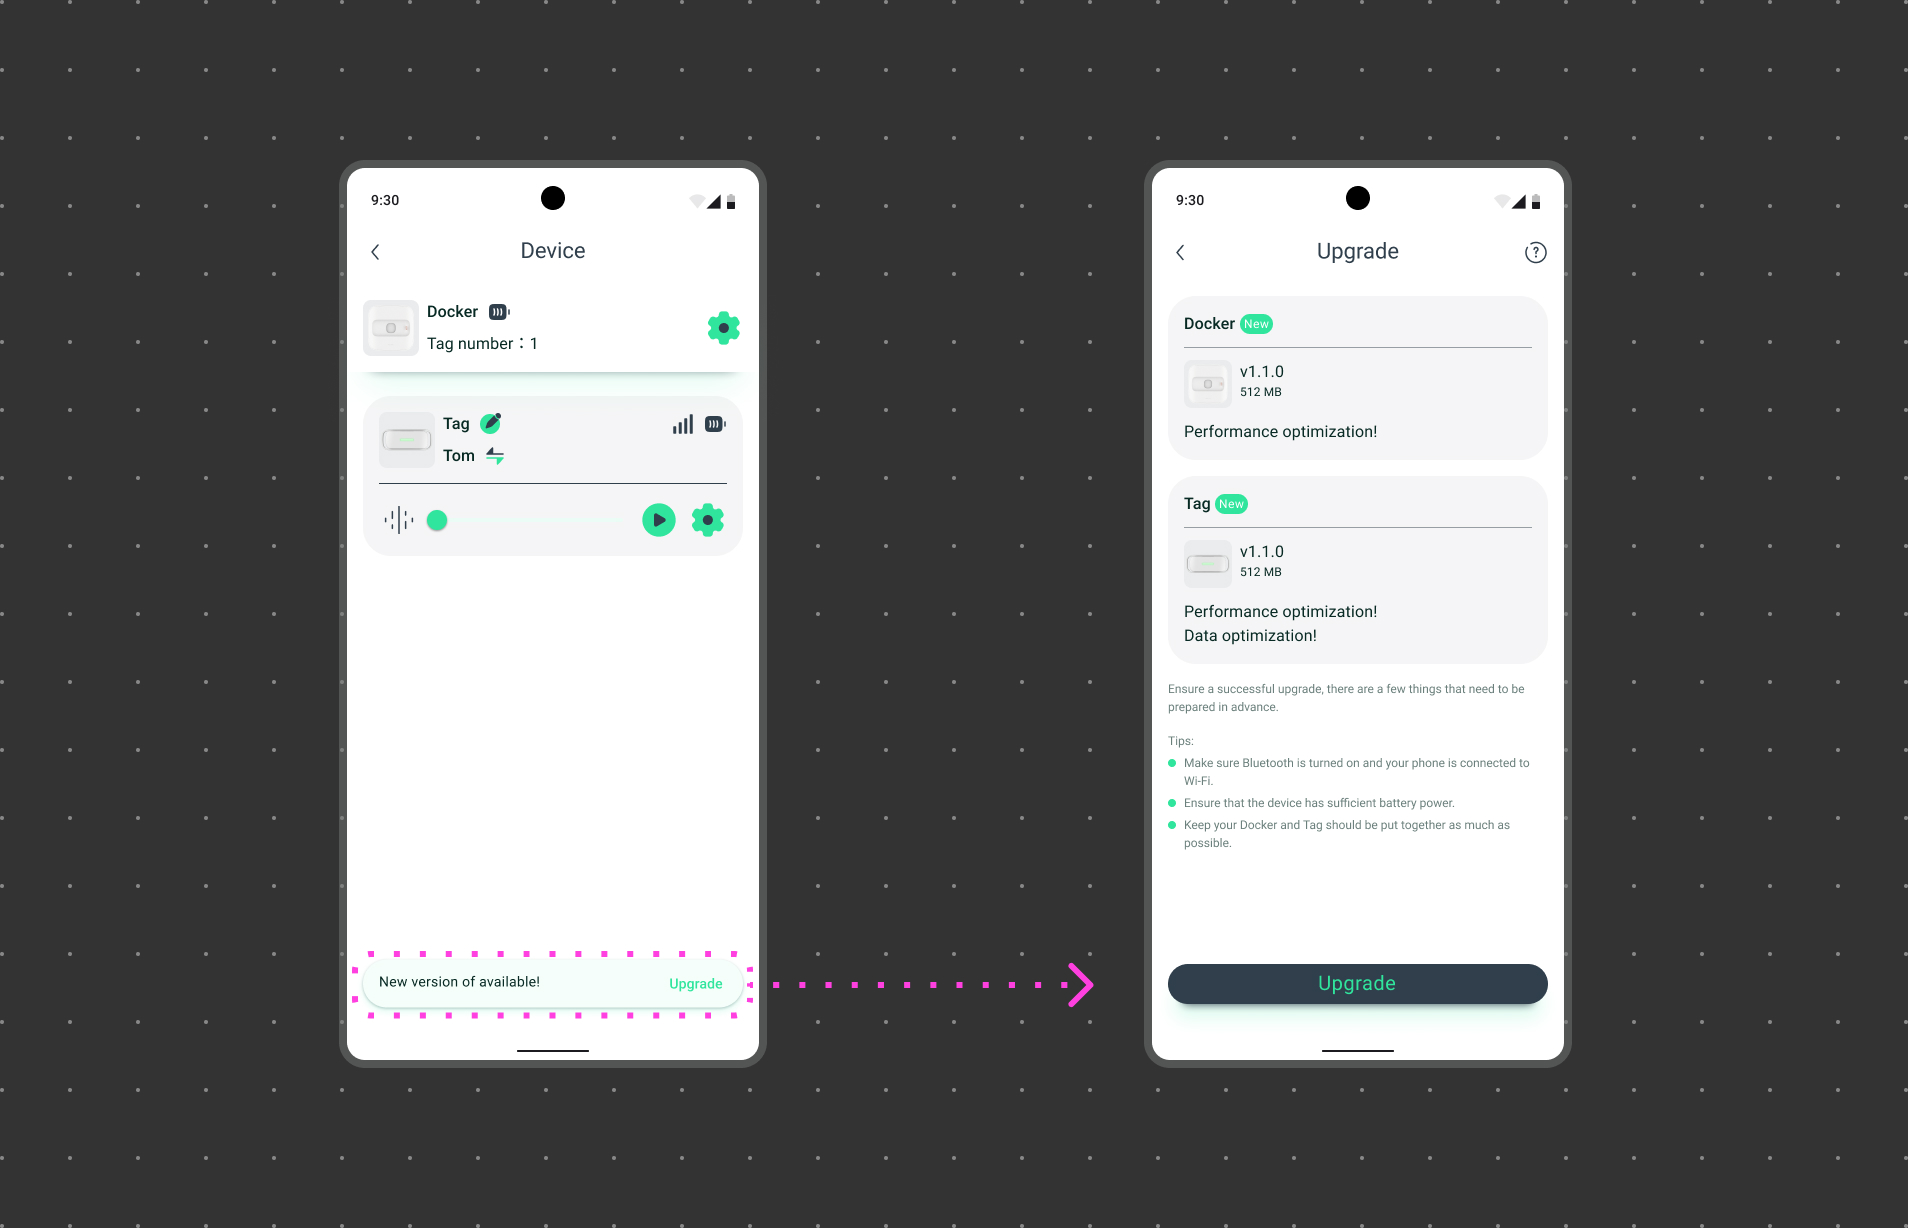 9:30
Device
Docker
Tag number：1
Tag
Tom
New version of available!
Upgrade
9:30
Upgrade
Docker New
v1.1.0
512 MB
Performance optimization!
Tag New
v1.1.0
512 MB
Performance optimization!
Data optimization!
Ensure a successful upgrade, there are a few things that need to be
prepared in advance.
Tips:
Make sure Bluetooth is turned on and your phone is connected to
Wi-Fi.
Ensure that the device has sufficient battery power.
Keep your Docker and Tag should be put together as much as
possible.
Upgrade